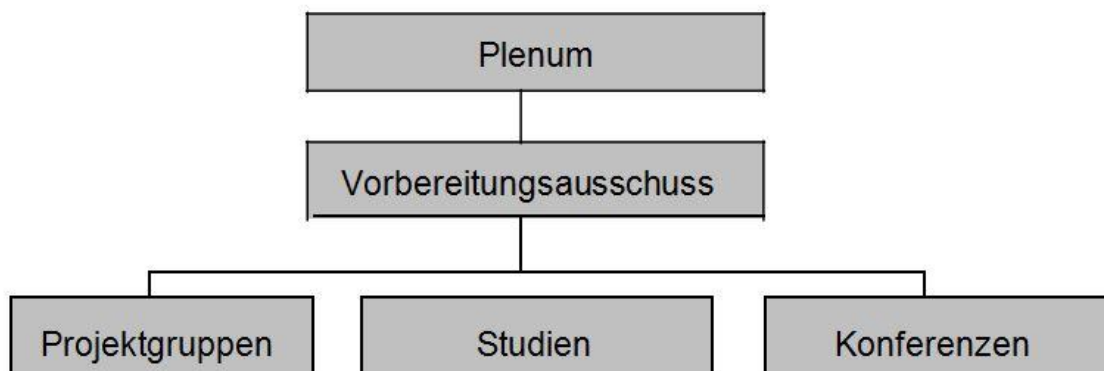 Plenum
Vorbereitungsausschuss
Projektgruppen
Studien
Konferenzen